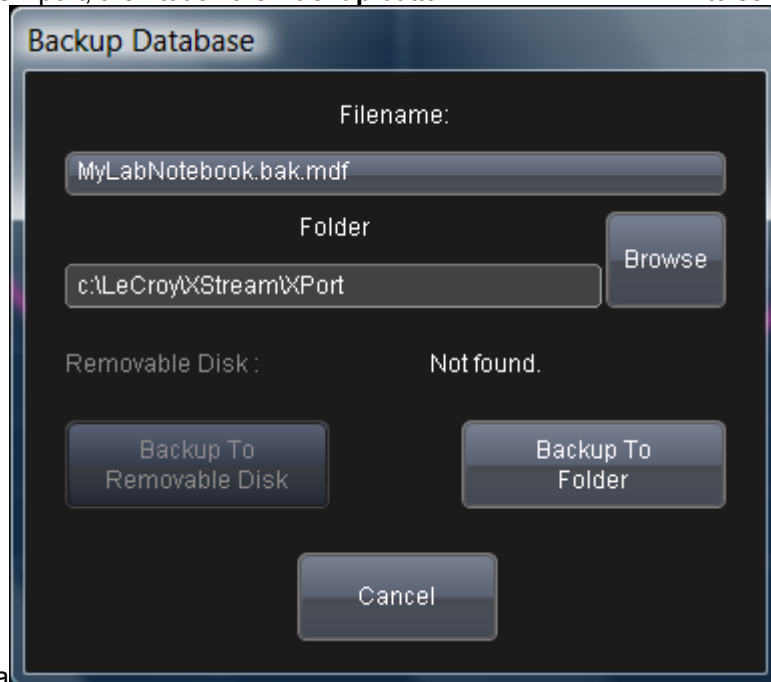 Backup Database
Filename:
MyLabNotebook.bak.mdf
Folder
Browse
c:\LeCroy\XStream\XPort
Removable Disk : Not found.
Backup To
Removable Disk
Backup To
Folder
Cancel
a